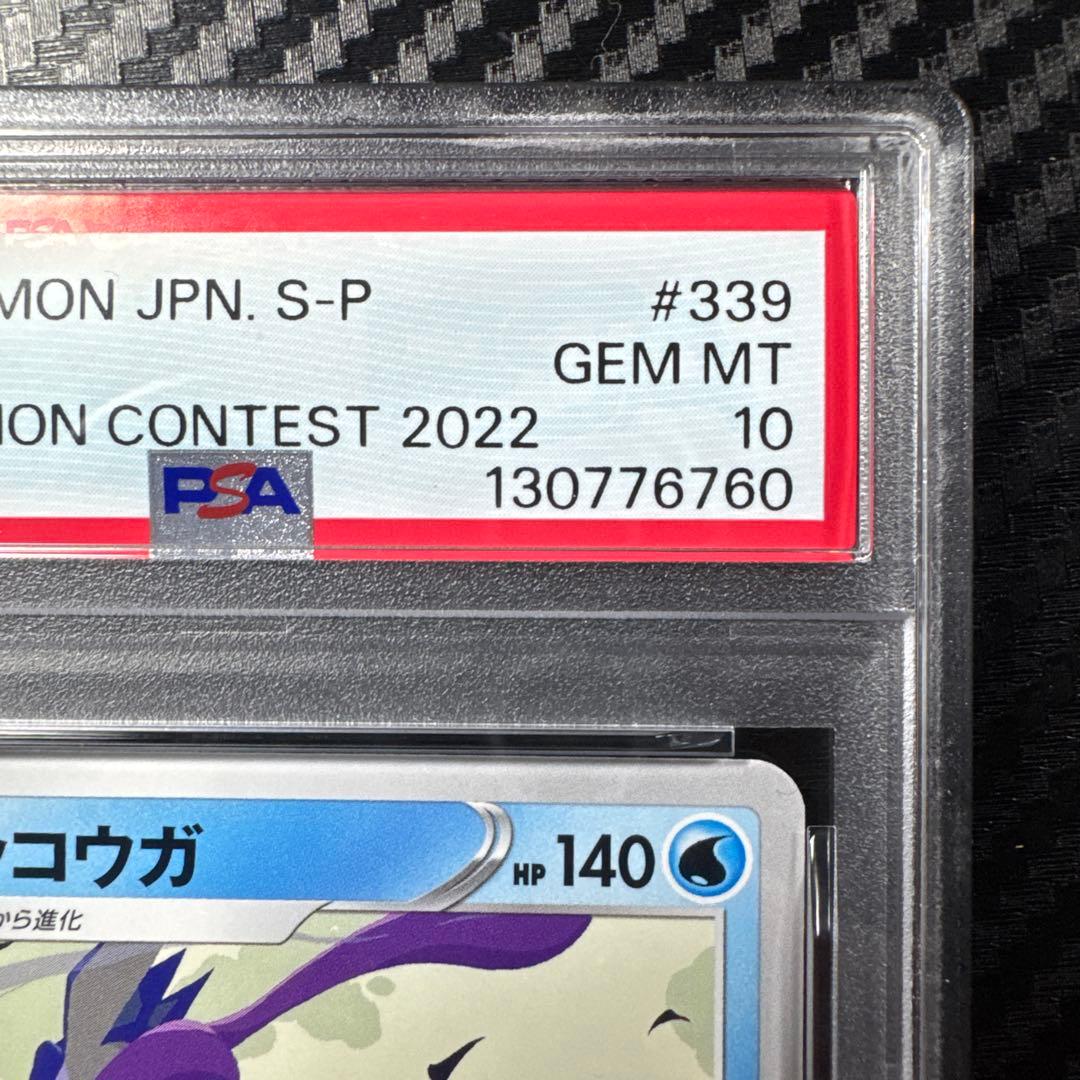 PSA
MON JPN. S-P #339
GEM MT
ION CONTEST 2022 10
PSA 130776760
コウガ HP 140
から進化